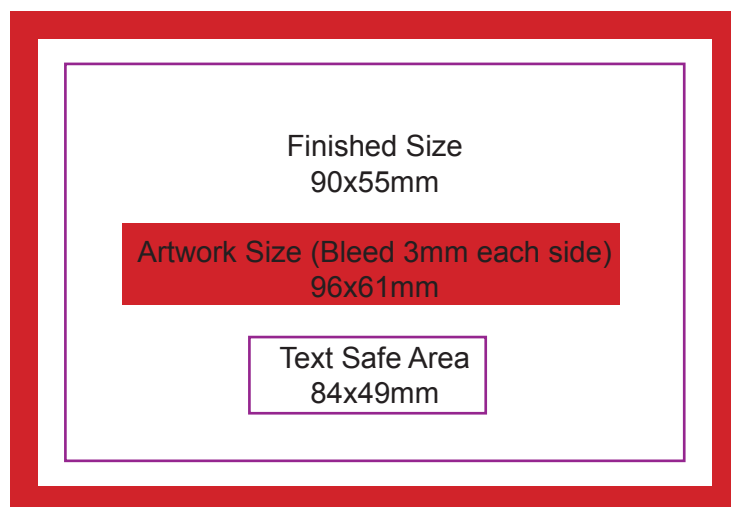 Finished Size
90x55mm
Artwork Size (Bleed 3mm each side)
96x61mm
Text Safe Area
84x49mm